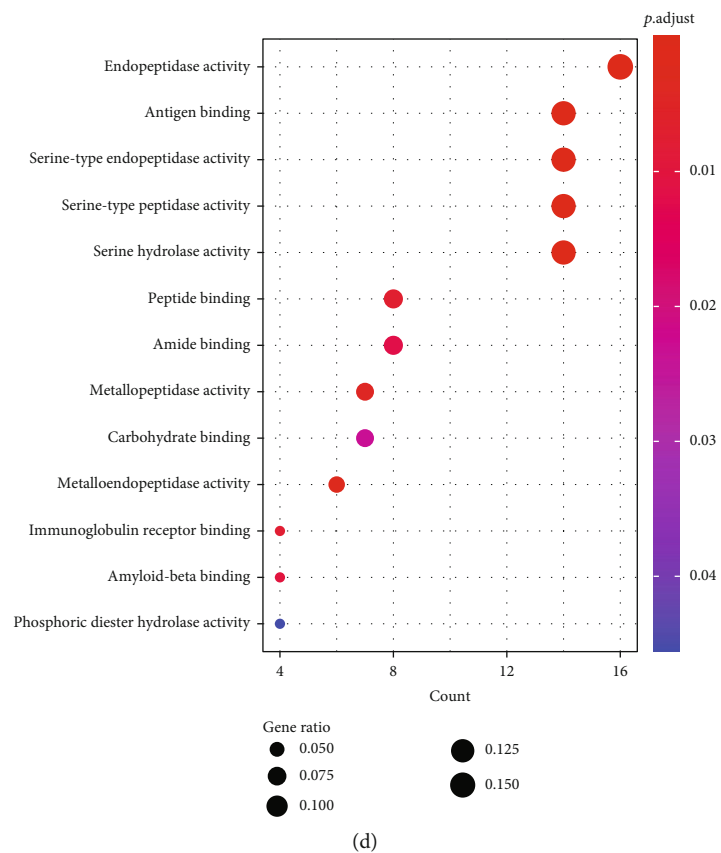 p.adjust
Endopeptidase activity
Antigen binding
Serine-type endopeptidase activity
Serine-type peptidase activity
Serine hydrolase activity
Peptide binding
Amide binding
Metallopeptidase activity
Carbohydrate binding
Metalloendopeptidase activity
Immunoglobulin receptor binding
Amyloid-beta binding
Phosphoric diester hydrolase activity
0.01
0.02
0.03
0.04
4 8 12 16
Count
Gene ratio
0.050
0.075
0.100
0.125
0.150
(d)